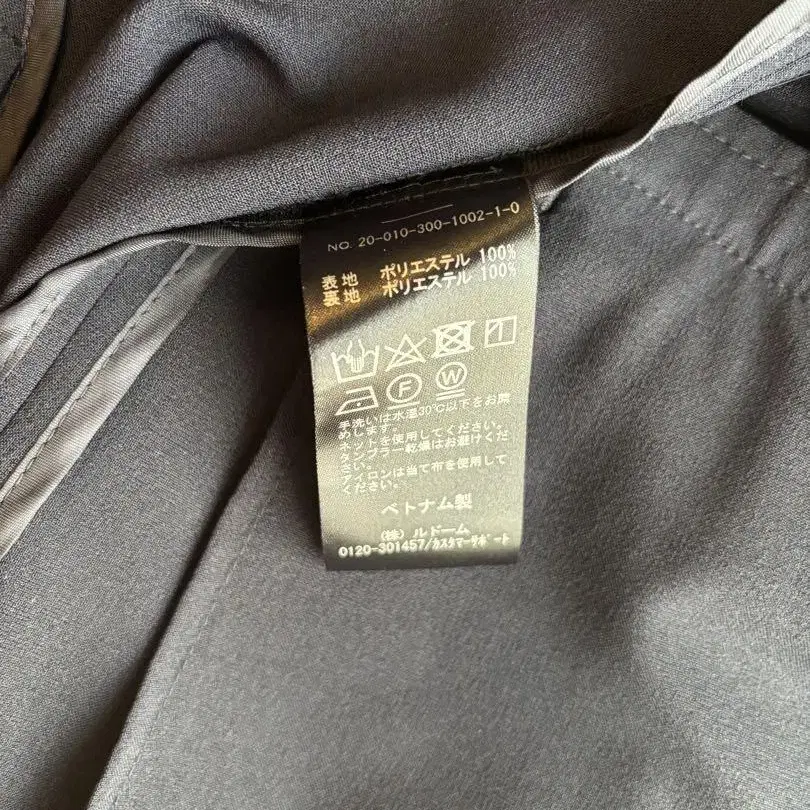 NO. 20-010-300-1002-1-0
表地 ポリエステル 100%
裏地 ポリエステル 100%
F W
手洗いは水温30℃以下をお薦
めします。
ネットを使用してください。
タンブラー乾燥はお避けくださ
い。
アイロンは当て布を使用して
ください。
ベトナム製
(株) ルドーム
0120-301457/カスタマーサポート